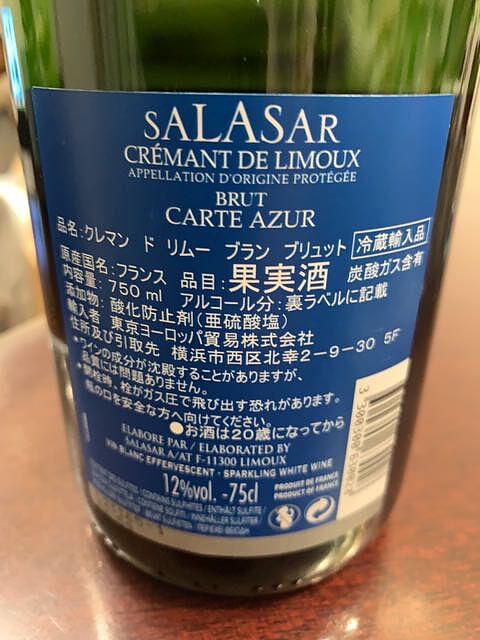 SALASAR
CRÉMANT DE LIMOUX
APPELLATION D'ORIGINE PROTÉGÉE
BRUT
CARTE AZUR
品名:クレマン ド リムー ブラン ブリュット 冷蔵輸入品
原産国名:フランス 品目:果実酒 炭酸ガス含有
内容量:750ml アルコール分:裏ラベルに記載
添加物:酸化防止剤(亜硫酸塩)
輸入者 東京ヨーロッパ貿易株式会社
住所及び引取先 横浜市西区北幸2-9-30 5F
•ワインの成分が沈殿することがありますが、
品質には問題ありません。
•開栓時、栓がガス圧で飛び出す恐れがあります。
瓶の口を安全な方へ向けてください。
●お酒は20歳になってから
ELABORE PAR / ELABORATED BY
SALASAR A/AT F-11300 LIMOUX
VIN BLANC EFFERVESCENT - SPARKLING WHITE WINE
12%vol. -75cl
PRODUIT DE FRANCE
PRODUCT OF FRANCE
CONTAINS SULPHITES / ENTHÄLT SULFITE